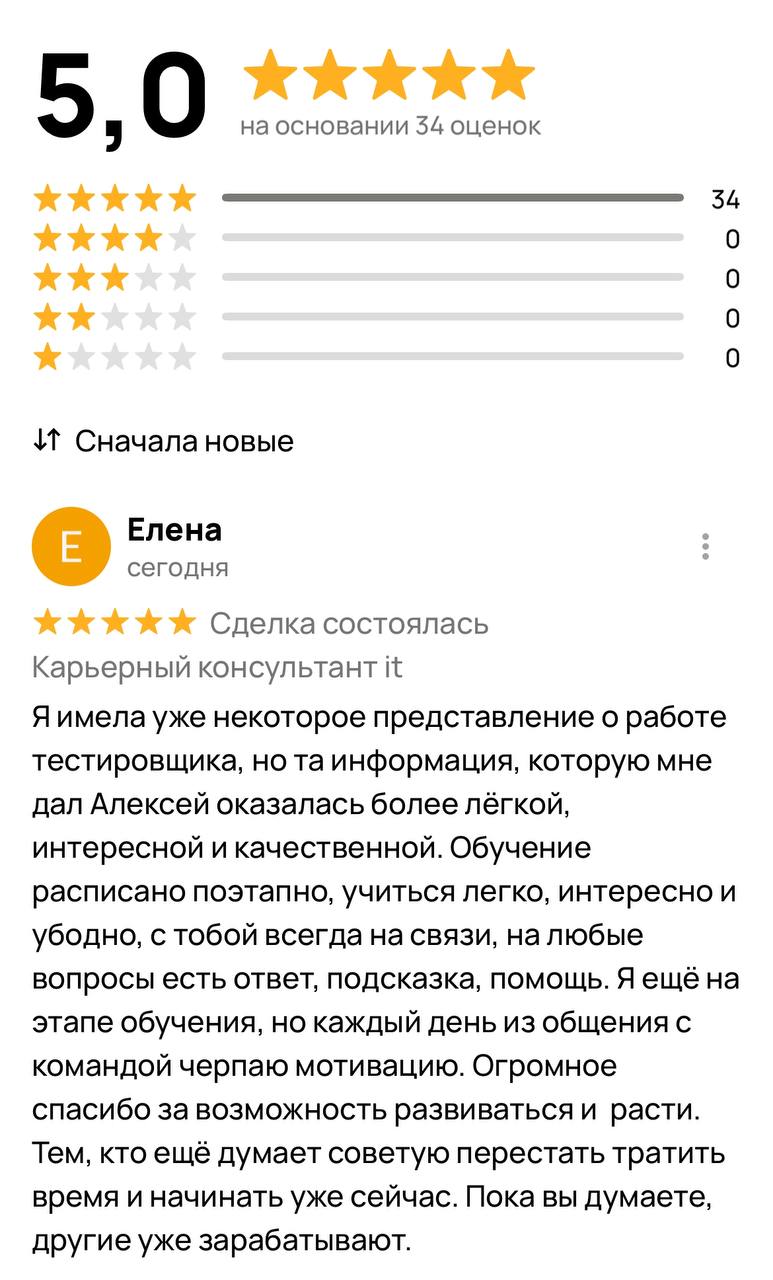 5,0
на основании 34 оценок
34
0
0
0
0
Сначала новые
Е
Елена
сегодня
Сделка состоялась
Карьерный консультант it
Я имела уже некоторое представление о работе
тестировщика, но та информация, которую мне
дал Алексей оказалась более лёгкой,
интересной и качественной. Обучение
расписано поэтапно, учиться легко, интересно и
убодно, с тобой всегда на связи, на любые
вопросы есть ответ, подсказка, помощь. Я ещё на
этапе обучения, но каждый день из общения с
командой черпаю мотивацию. Огромное
спасибо за возможность развиваться и  расти.
Тем, кто ещё думает советую перестать тратить
время и начинать уже сейчас. Пока вы думаете,
другие уже зарабатывают.